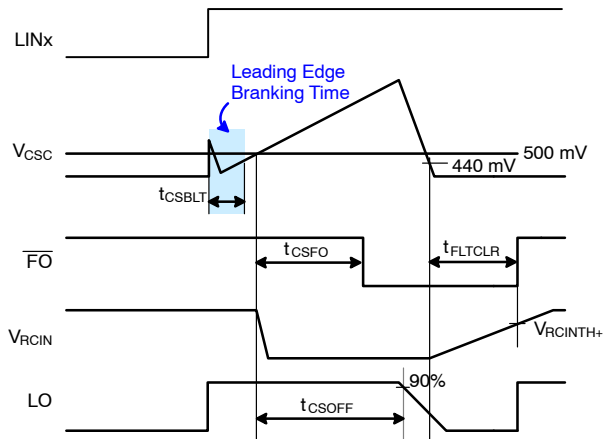 LINx
Leading Edge
Branking Time
VCSC
500 mV
440 mV
tCSBLT
FO
tCSFO
tFLTCLR
VRCIN
VRCINTH+
90%
LO
tCSOFF